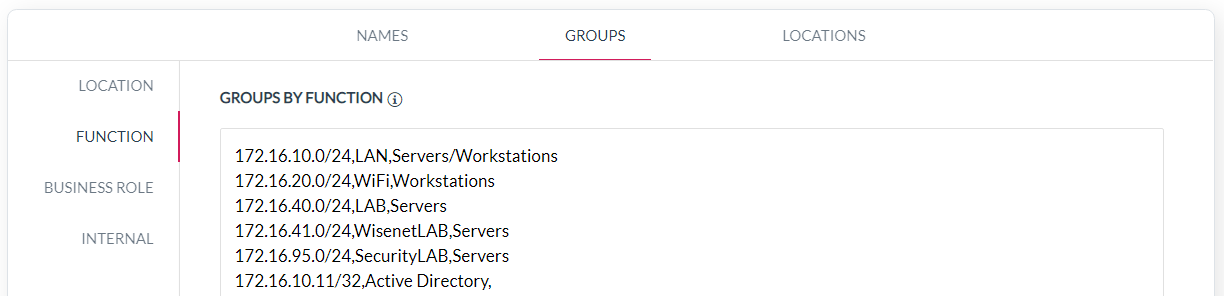 NAMES GROUPS LOCATIONS
LOCATION
FUNCTION
BUSINESS ROLE
INTERNAL
GROUPS BY FUNCTION
172.16.10.0/24,LAN,Servers/Workstations
172.16.20.0/24,WiFi,Workstations
172.16.40.0/24,LAB,Servers
172.16.41.0/24,WisenetLAB,Servers
172.16.95.0/24,SecurityLAB,Servers
172.16.10.11/32,Active Directory,